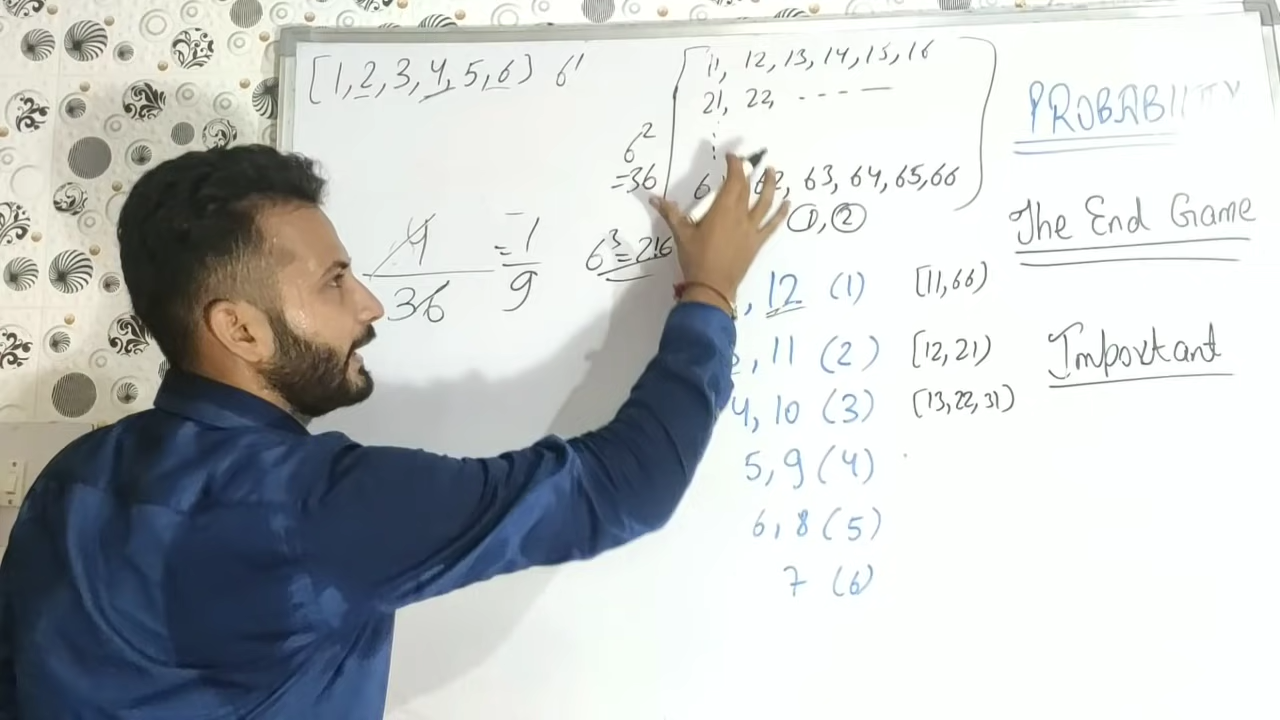 [1, 2, 3, 4, 5, 6) 6¹
11, 12, 13, 14, 15, 16
21, 22, - - - -
6²
=36
63, 64, 65, 66
①, ②
4/36 = 1/9
6³ = 216
, 12 (1) [11, 66)
, 11 (2) [12, 21)
4, 10 (3) [13, 22, 31)
5, 9 (4)
6, 8 (5)
7 (6)
PROBABILITY
The End Game
Important